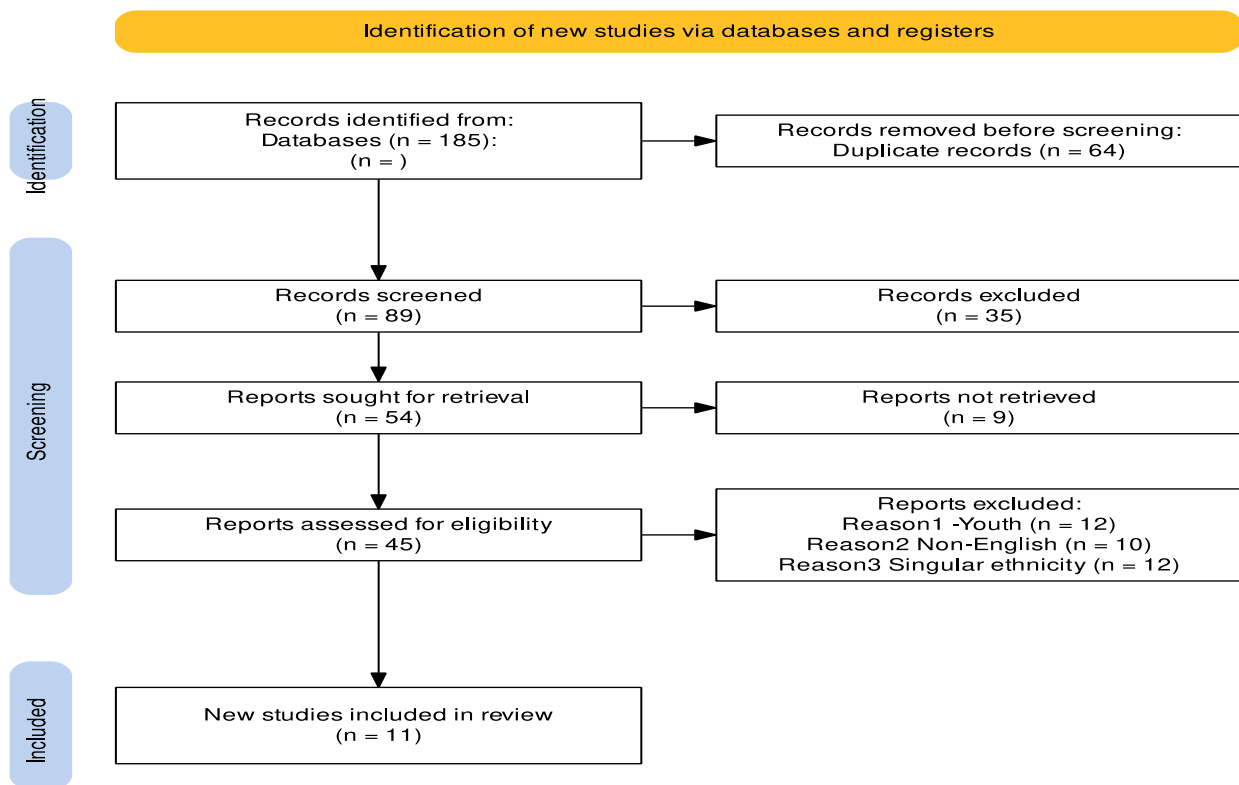 Identification of new studies via databases and registers
Identification
Records identified from:
Databases (n = 185):
(n = )
Records removed before screening:
Duplicate records (n = 64)
Screening
Records screened
(n = 89)
Records excluded
(n = 35)
Reports sought for retrieval
(n = 54)
Reports not retrieved
(n = 9)
Reports assessed for eligibility
(n = 45)
Reports excluded:
Reason1 -Youth (n = 12)
Reason2 Non-English (n = 10)
Reason3 Singular ethnicity (n = 12)
Included
New studies included in review
(n = 11)